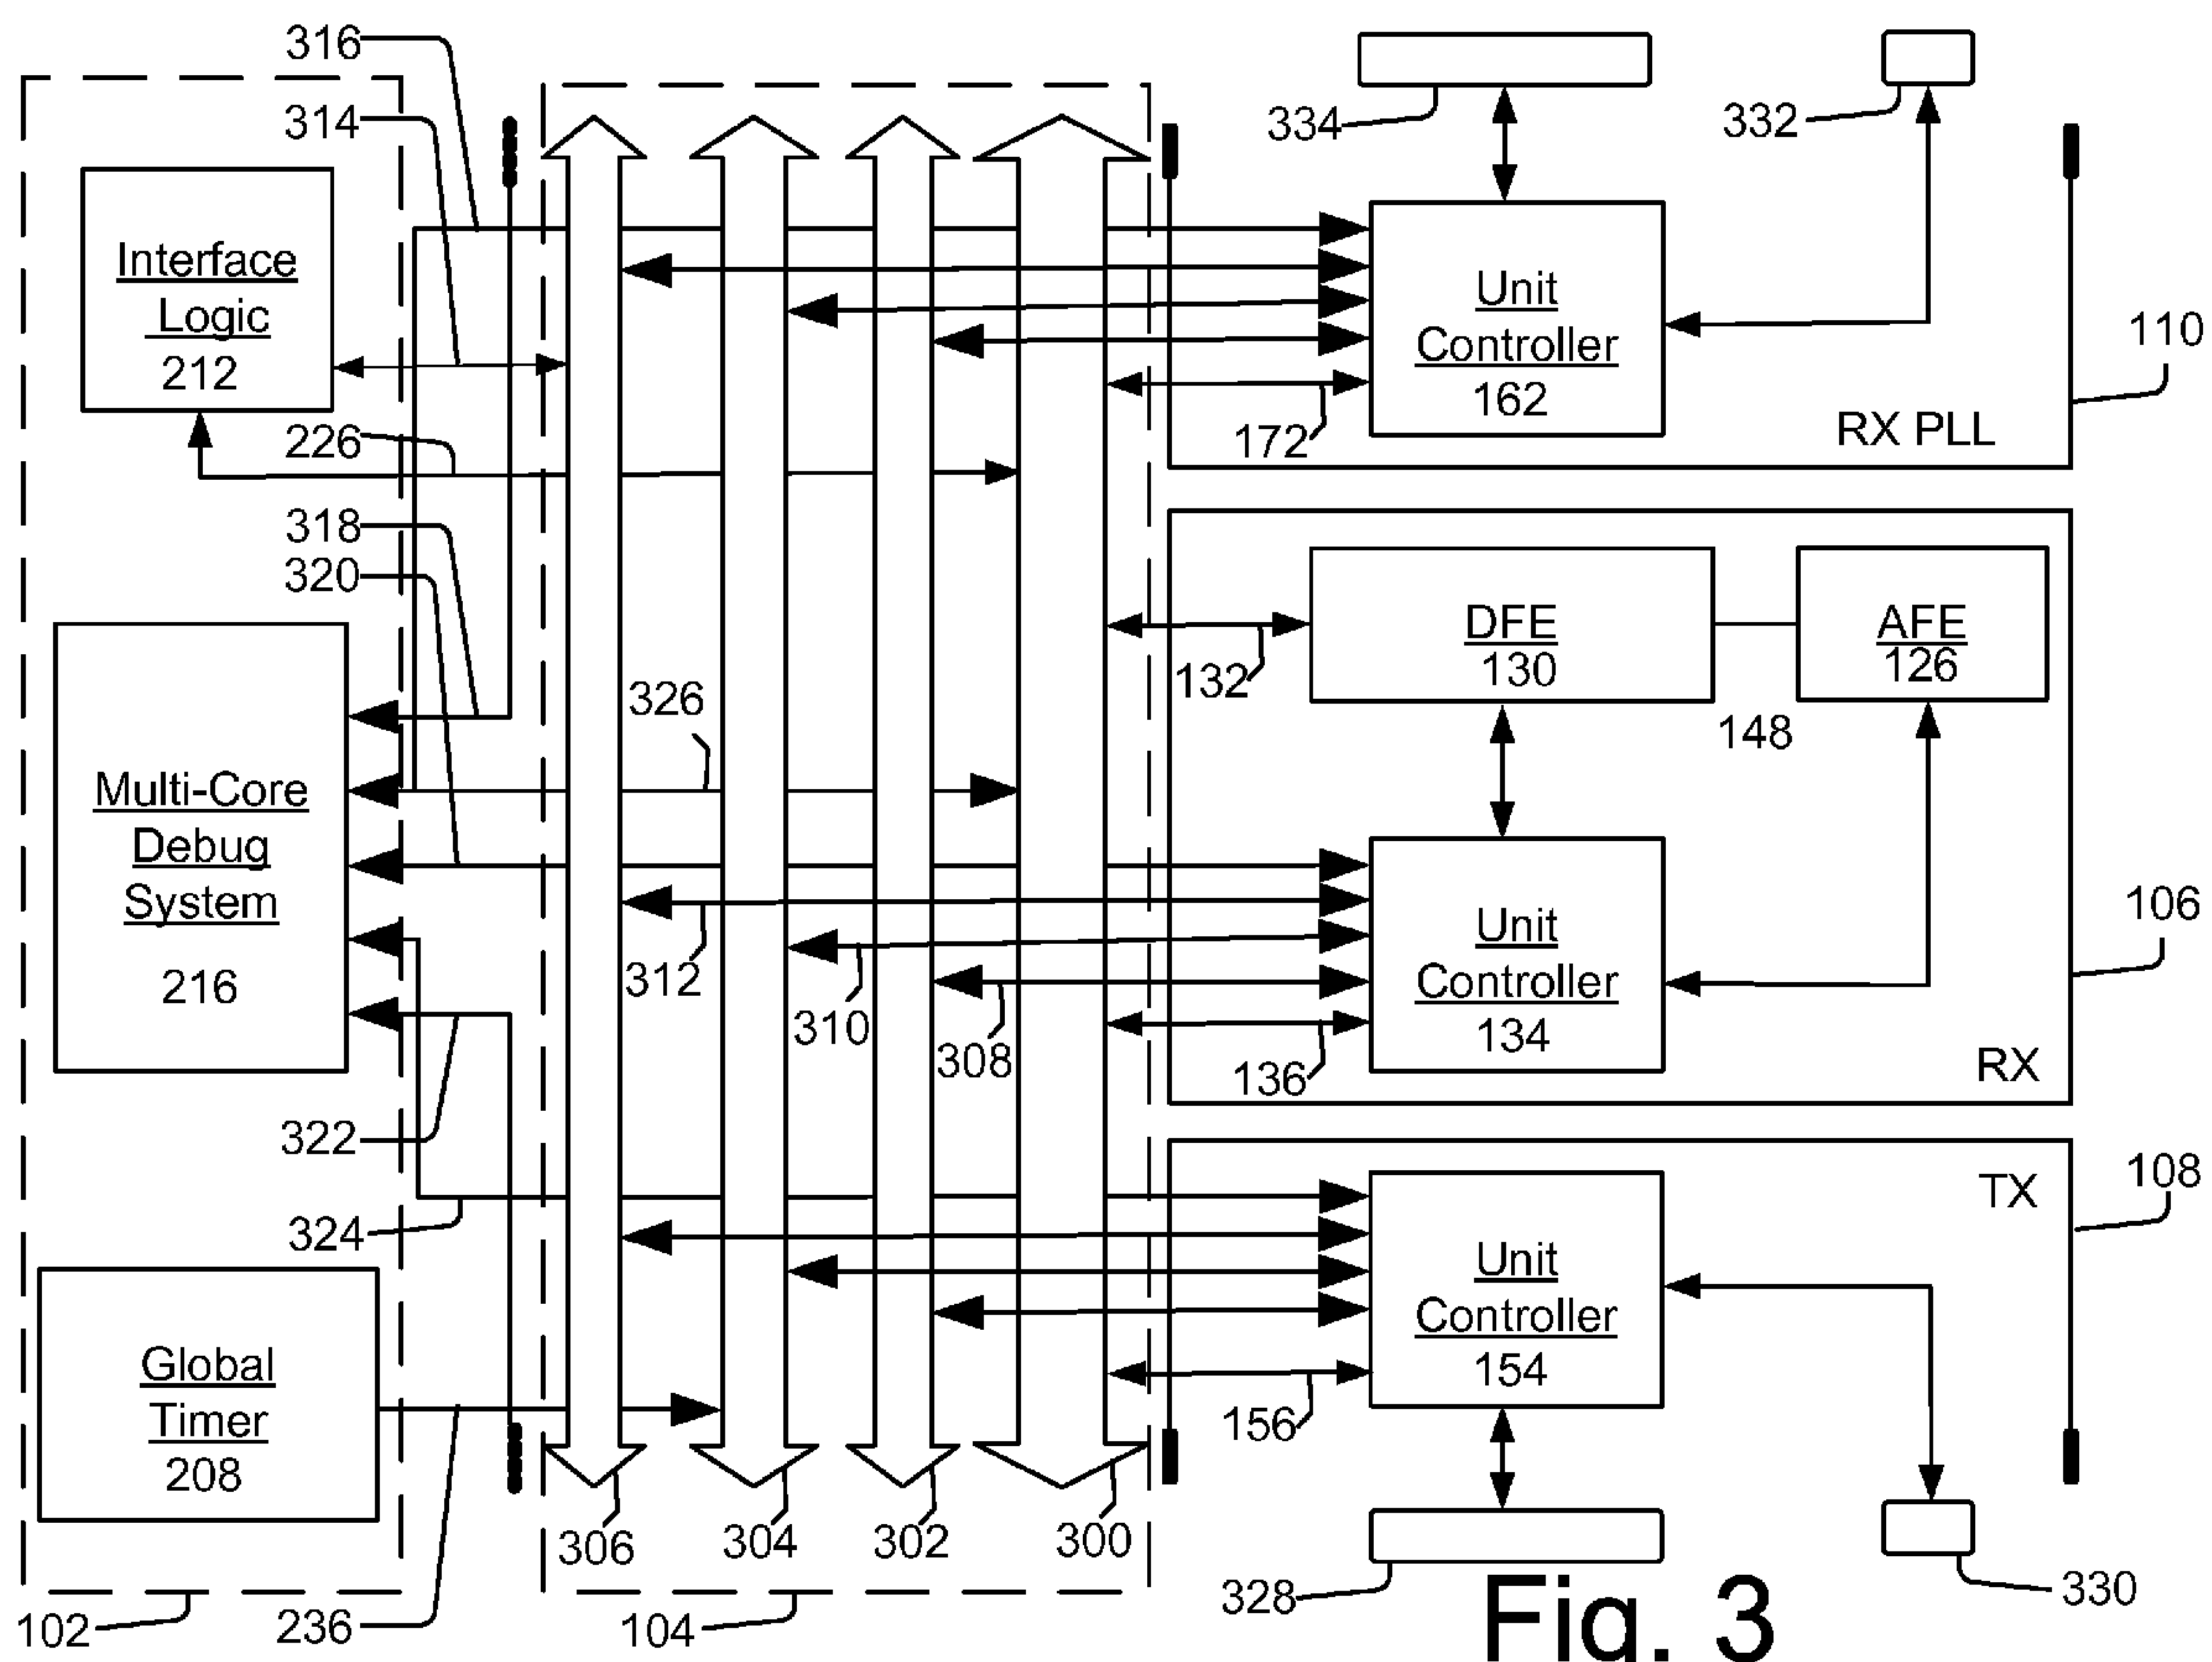 316
314
334
332
Interface
Logic
212
Unit
Controller
162
110
172
RX PLL
226
318
320
DFE
130
AFE
126
132
148
326
Multi-Core
Debug
System
216
106
Unit
Controller
134
312
310
308
136
RX
322
108
TX
324
Unit
Controller
154
Global
Timer
208
156
306
304
302
300
328
330
102
236
104
Fig. 3